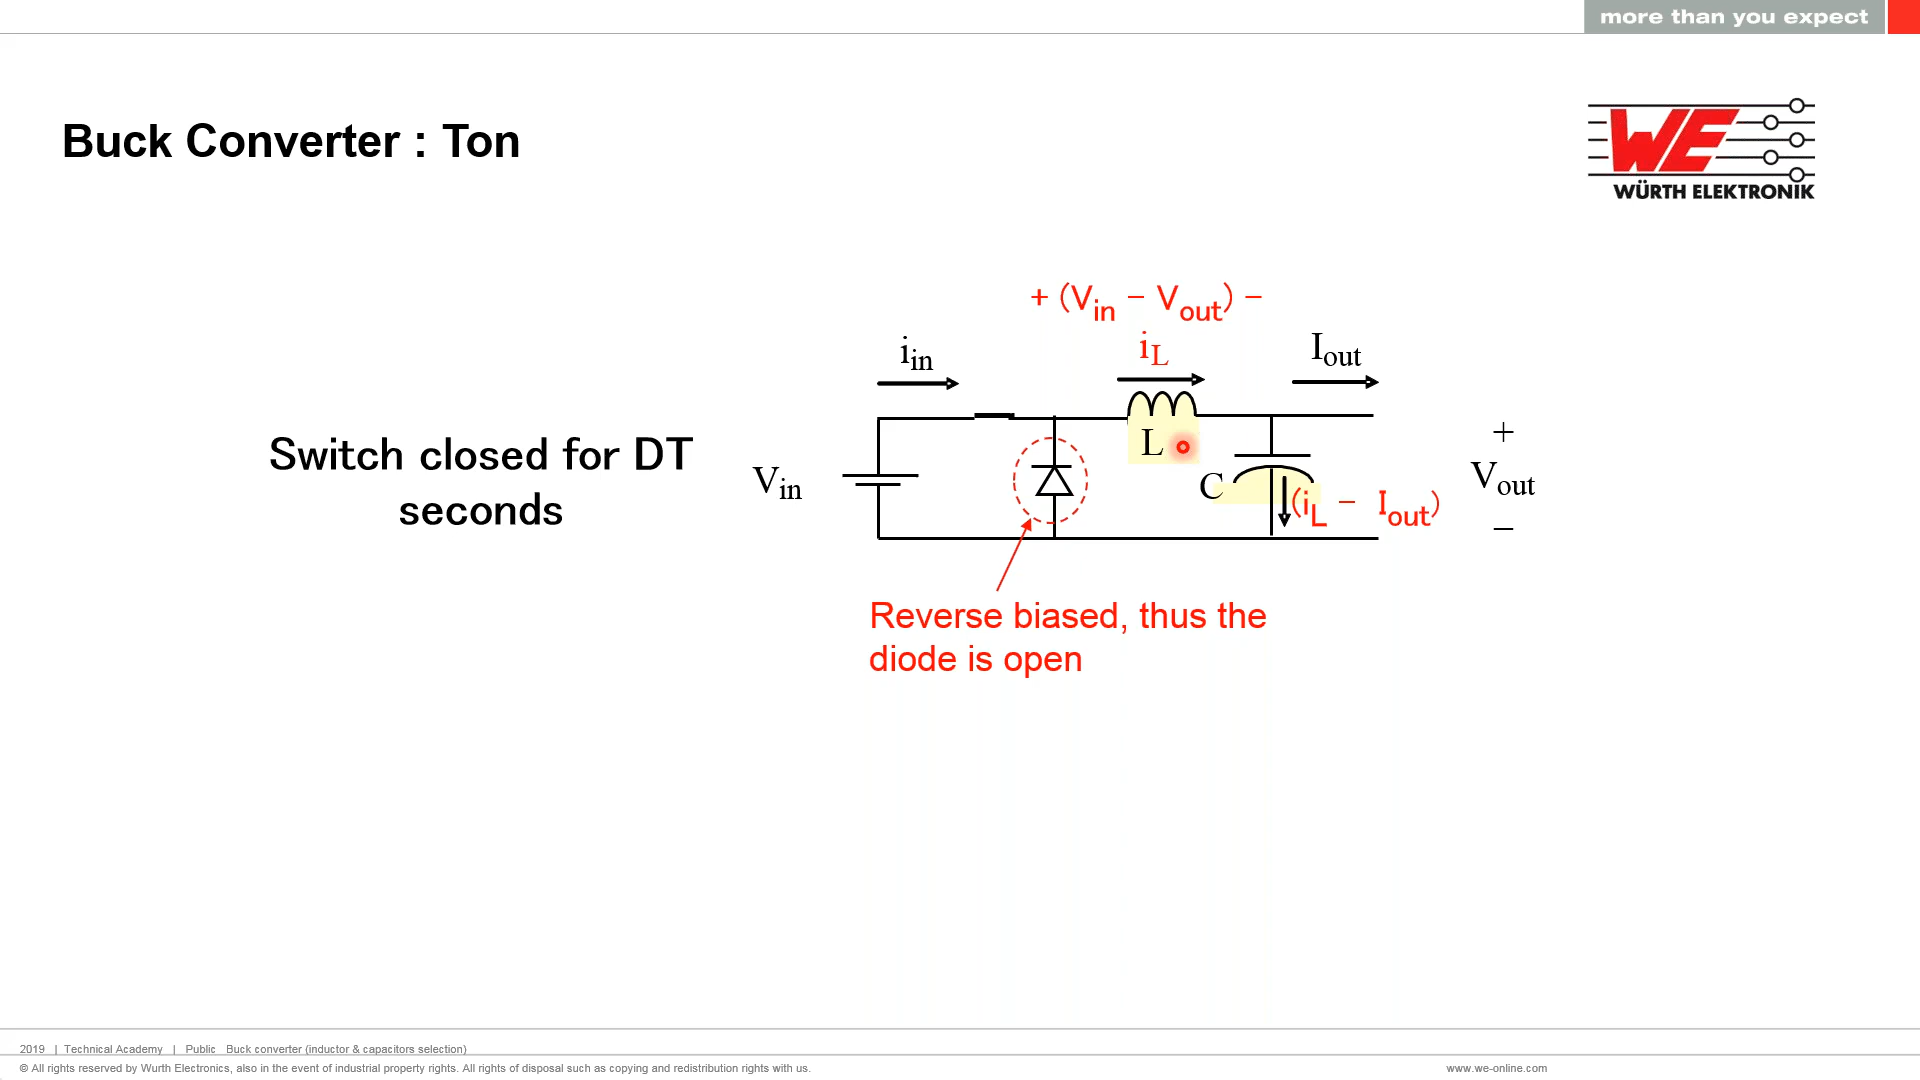 more than you expect
Buck Converter : Ton
WE
WÜRTH ELEKTRONIK
+ (Vin − Vout) −
iin
iL
Iout
Switch closed for DT
seconds
Vin
L
C
(iL − Iout)
+
Vout
−
Reverse biased, thus the
diode is open
2019 | Technical Academy | Public Buck converter (inductor & capacitors selection)
© All rights reserved by Wurth Electronics, also in the event of industrial property rights. All rights of disposal such as copying and redistribution rights with us.
www.we-online.com